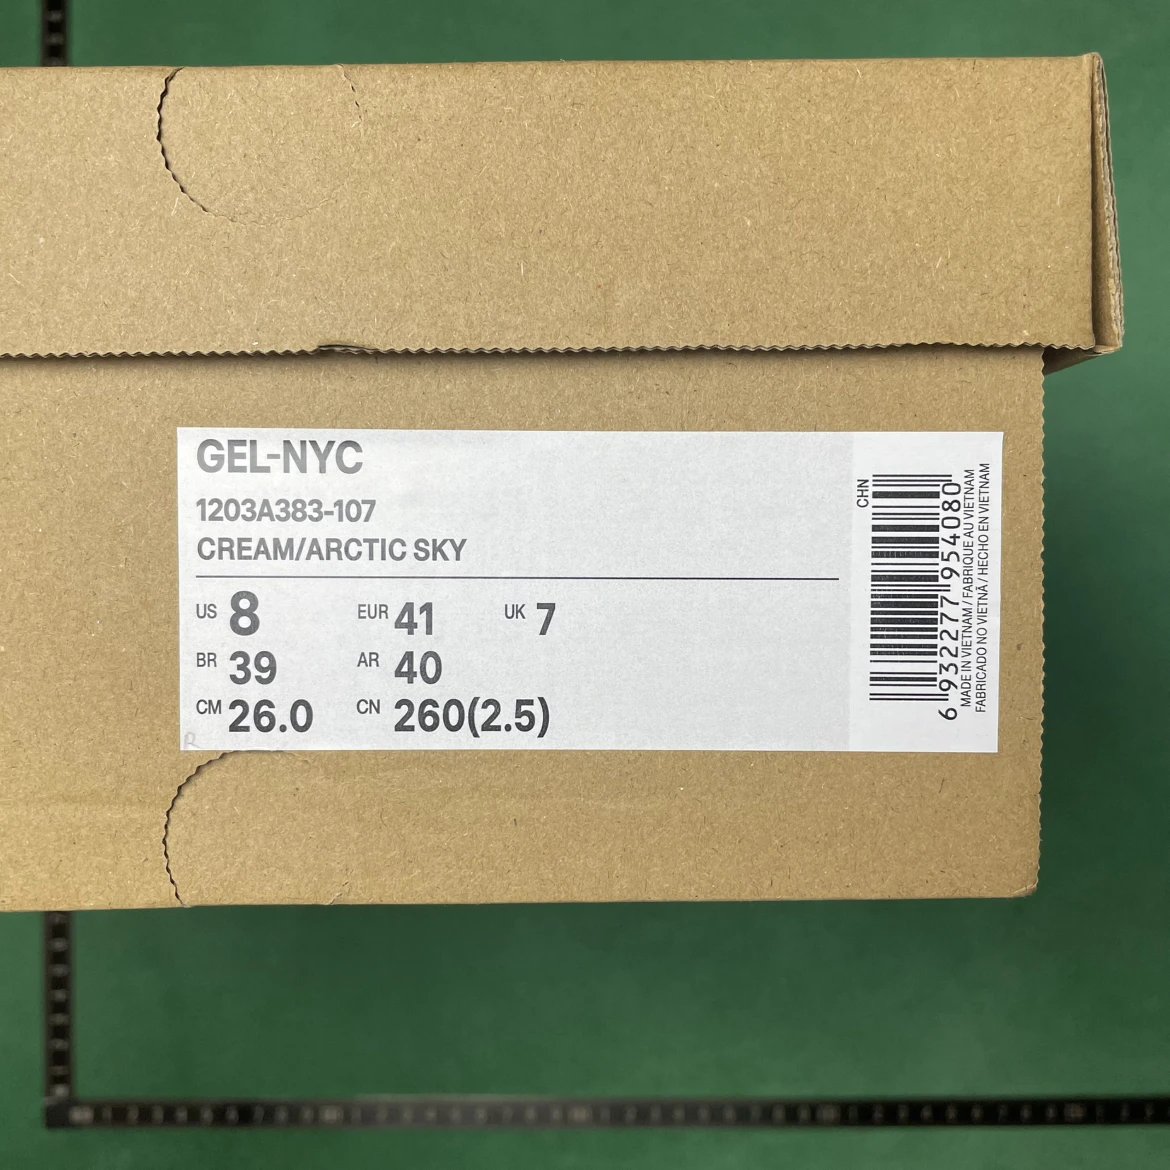 GEL-NYC
1203A383-107
CREAM/ARCTIC SKY
US 8 EUR 41 UK 7
BR 39 AR 40
CM 26.0 CN 260(2.5)
CHN
6 932277 954080
MADE IN VIETNAM / FABRIQUE AU VIETNAM
FABRICADO NO VIETNÃ / HECHO EN VIETNAM